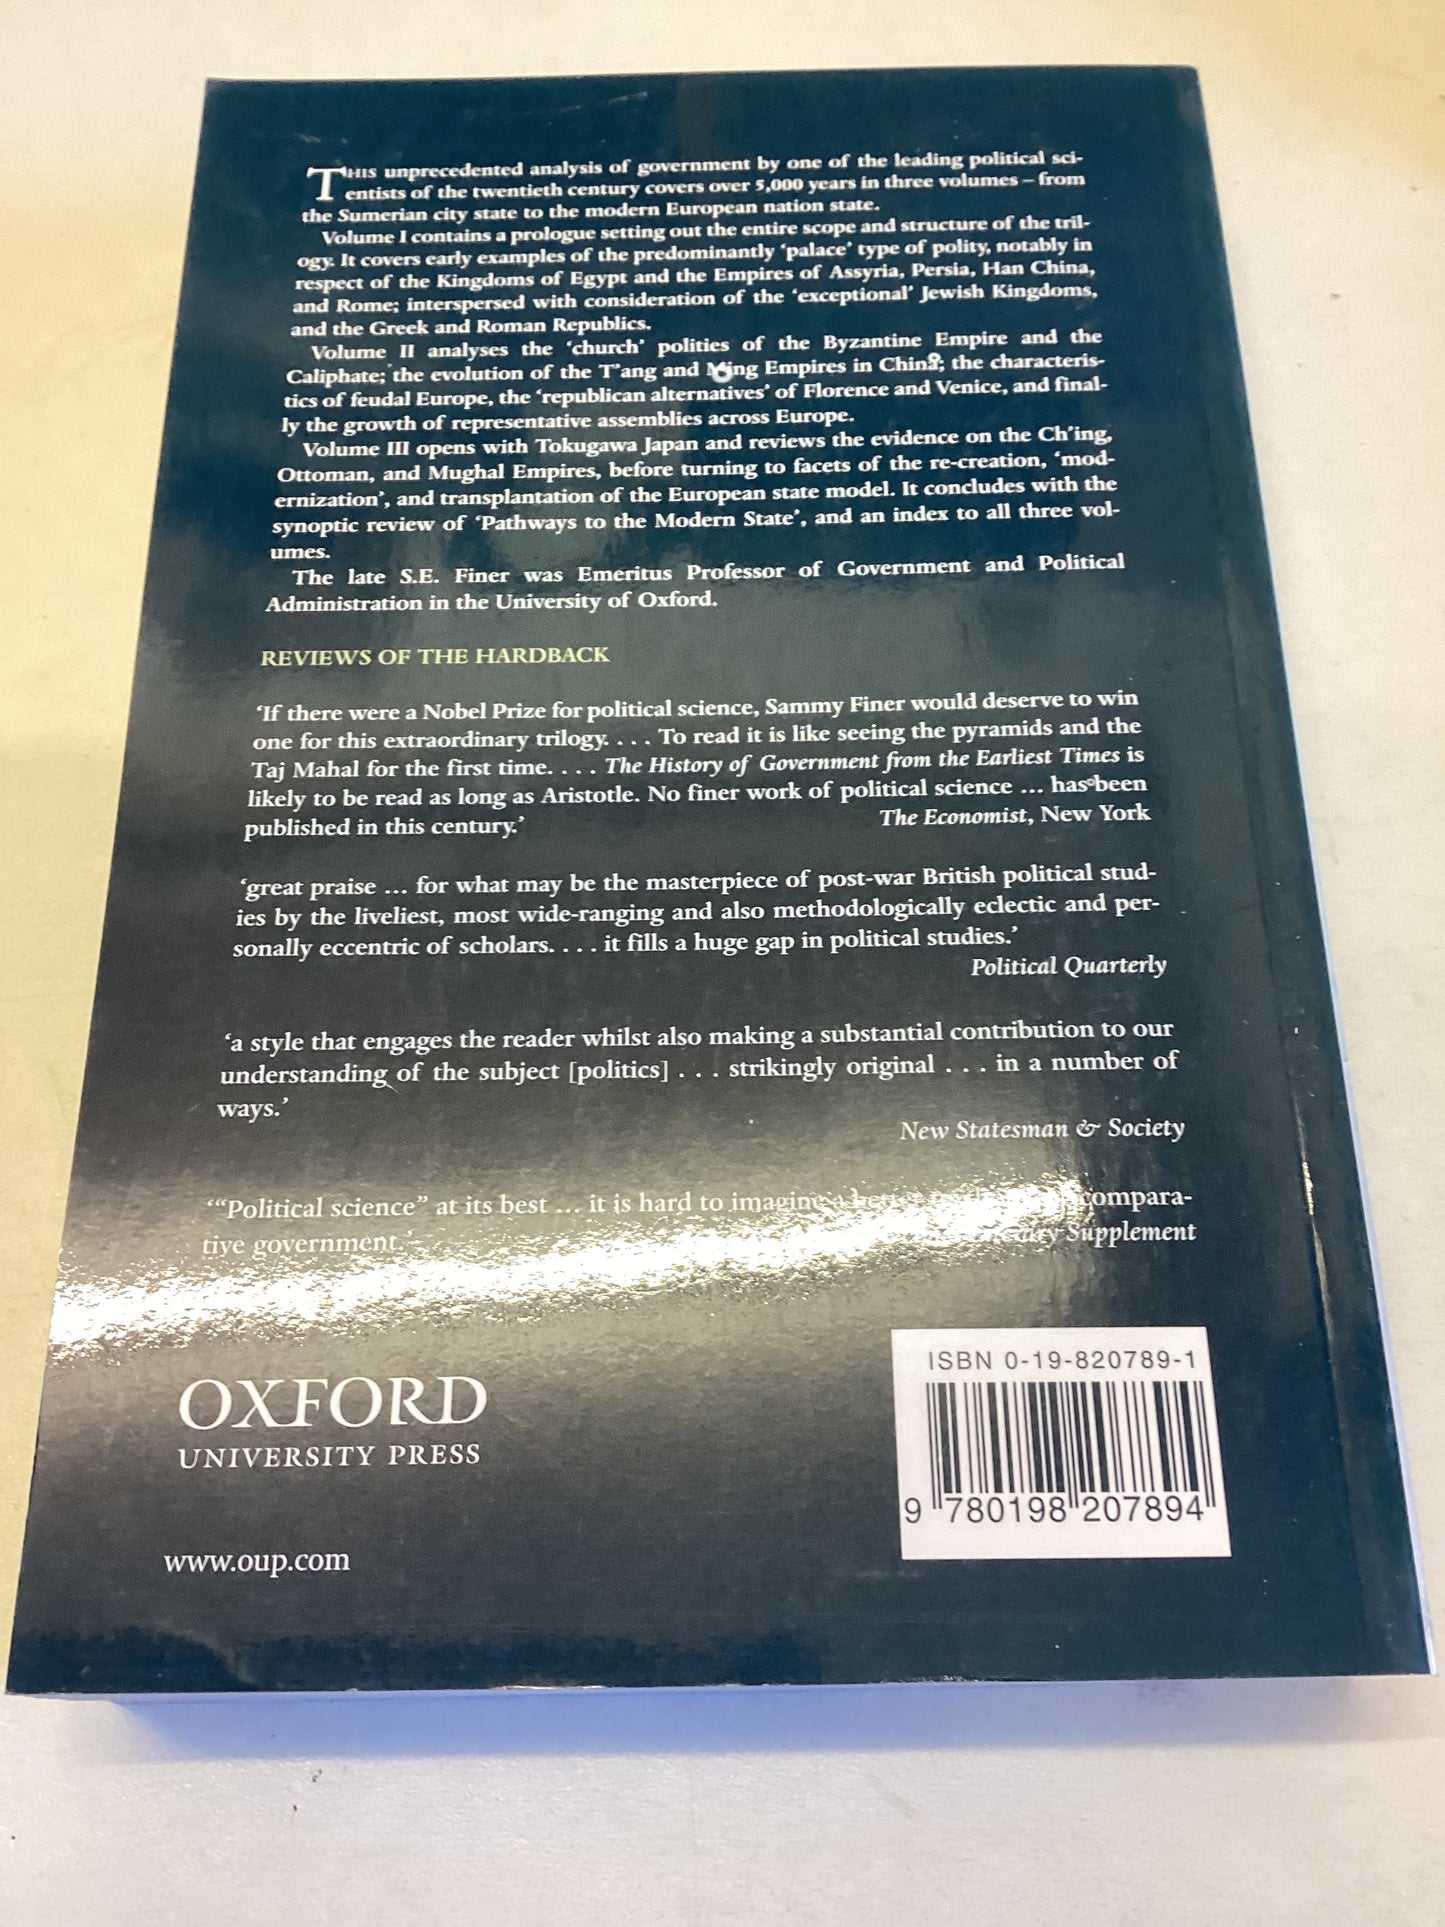 THIS unprecedented analysis of government by one of the leading political sci-
entists of the twentieth century covers over 5,000 years in three volumes – from
the Sumerian city state to the modern European nation state.
Volume I contains a prologue setting out the entire scope and structure of the tril-
ogy. It covers early examples of the predominantly ‘palace’ type of polity, notably in
respect of the Kingdoms of Egypt and the Empires of Assyria, Persia, Han China,
and Rome; interspersed with consideration of the ‘exceptional’ Jewish Kingdoms,
and the Greek and Roman Republics.
Volume II analyses the ‘church’ polities of the Byzantine Empire and the
Caliphate; the evolution of the T’ang and Ming Empires in China; the characteris-
tics of feudal Europe, the ‘republican alternatives’ of Florence and Venice, and final-
ly the growth of representative assemblies across Europe.
Volume III opens with Tokugawa Japan and reviews the evidence on the Ch’ing,
Ottoman, and Mughal Empires, before turning to facets of the re-creation, ‘mod-
ernization’, and transplantation of the European state model. It concludes with the
synoptic review of ‘Pathways to the Modern State’, and an index to all three vol-
umes.
The late S.E. Finer was Emeritus Professor of Government and Political
Administration in the University of Oxford.
REVIEWS OF THE HARDBACK
‘If there were a Nobel Prize for political science, Sammy Finer would deserve to win
one for this extraordinary trilogy. . . . To read it is like seeing the pyramids and the
Taj Mahal for the first time. . . . The History of Government from the Earliest Times is
likely to be read as long as Aristotle. No finer work of political science ... has been
published in this century.’ The Economist, New York
‘great praise ... for what may be the masterpiece of post-war British political stud-
ies by the liveliest, most wide-ranging and also methodologically eclectic and per-
sonally eccentric of scholars. . . . it fills a huge gap in political studies.’
Political Quarterly
‘a style that engages the reader whilst also making a substantial contribution to our
understanding of the subject [politics] . . . strikingly original . . . in a number of
ways.’
New Statesman & Society
‘“Political science” at its best ... it is hard to imagine a better compara-
tive government.’ Supplement
OXFORD
UNIVERSITY PRESS
www.oup.com
ISBN 0-19-820789-1
9 780198 207894